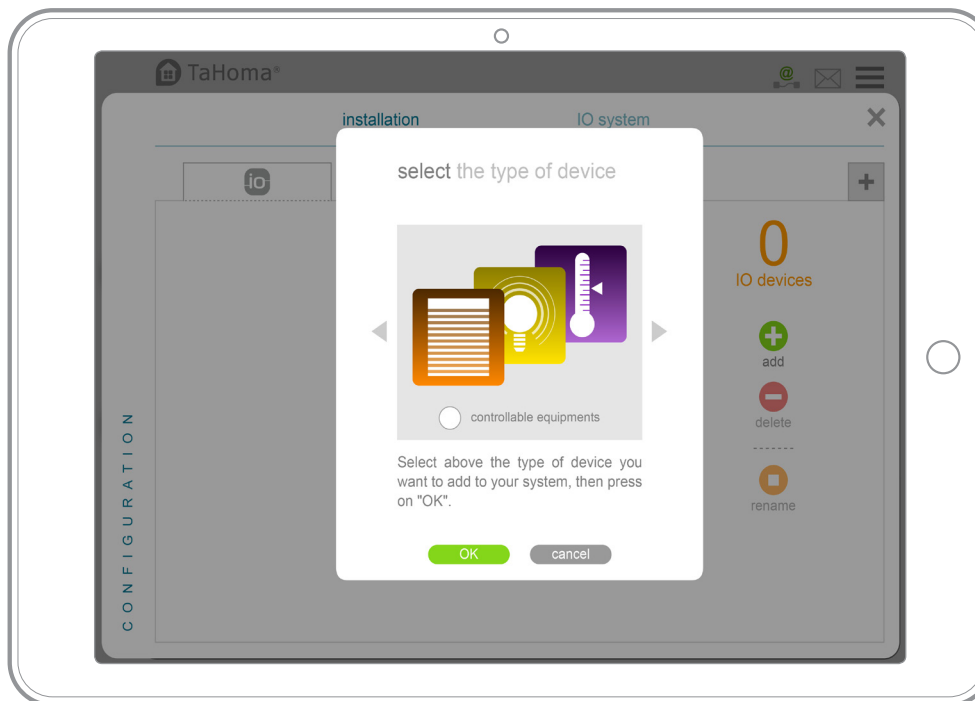 TaHoma®
@
installation
IO system
io
select the type of device
controllable equipments
Select above the type of device you
want to add to your system, then press
on "OK".
OK
cancel
0
IO devices
add
delete
rename
CONFIGURATION